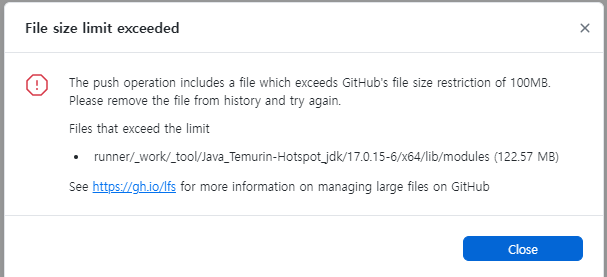 File size limit exceeded
The push operation includes a file which exceeds GitHub's file size restriction of 100MB.
Please remove the file from history and try again.
Files that exceed the limit
• runner/_work/_tool/Java_Temurin-Hotspot_jdk/17.0.15-6/x64/lib/modules (122.57 MB)
See https://gh.io/lfs for more information on managing large files on GitHub
Close